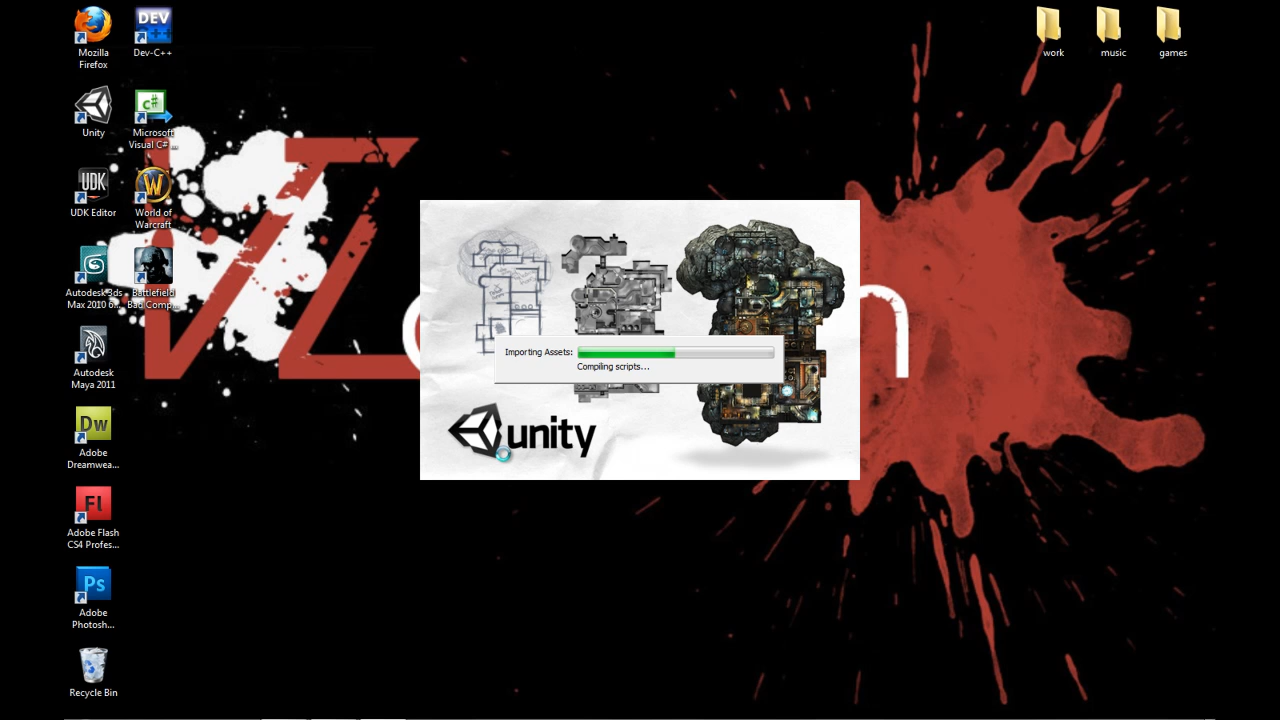 Mozilla
Firefox
DEV
C++
Dev-C++
Unity
C#
Microsoft
Visual C# ...
UDK
UDK Editor
W
World of
Warcraft
Autodesk 3ds
Max 2010 6...
Battlefield
Bad Comp...
Autodesk
Maya 2011
Dw
Adobe
Dreamwea...
Fl
Adobe Flash
CS4 Profes...
Ps
Adobe
Photosh...
Recycle Bin
work
music
games
Importing Assets:
Compiling scripts...
unity